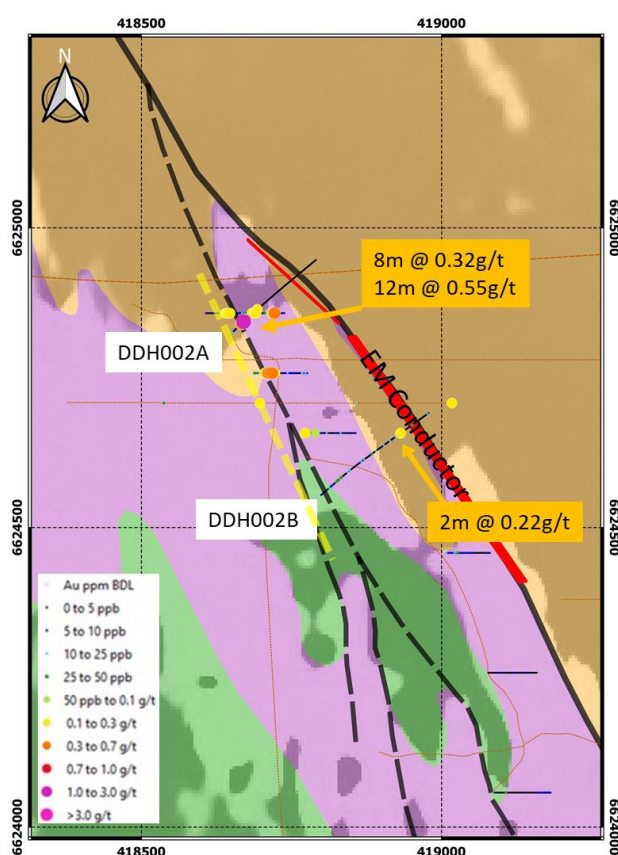 418500
419000
N
6625000
6625000
8m @ 0.32g/t
12m @ 0.55g/t
DDH002A
EM Conductor
DDH002B
6624500
6624500
2m @ 0.22g/t
Au ppm BDL
0 to 5 ppb
5 to 10 ppb
10 to 25 ppb
25 to 50 ppb
50 ppb to 0.1 g/t
0.1 to 0.3 g/t
0.3 to 0.7 g/t
0.7 to 1.0 g/t
1.0 to 3.0 g/t
>3.0 g/t
6624000
6624000
418500
419000